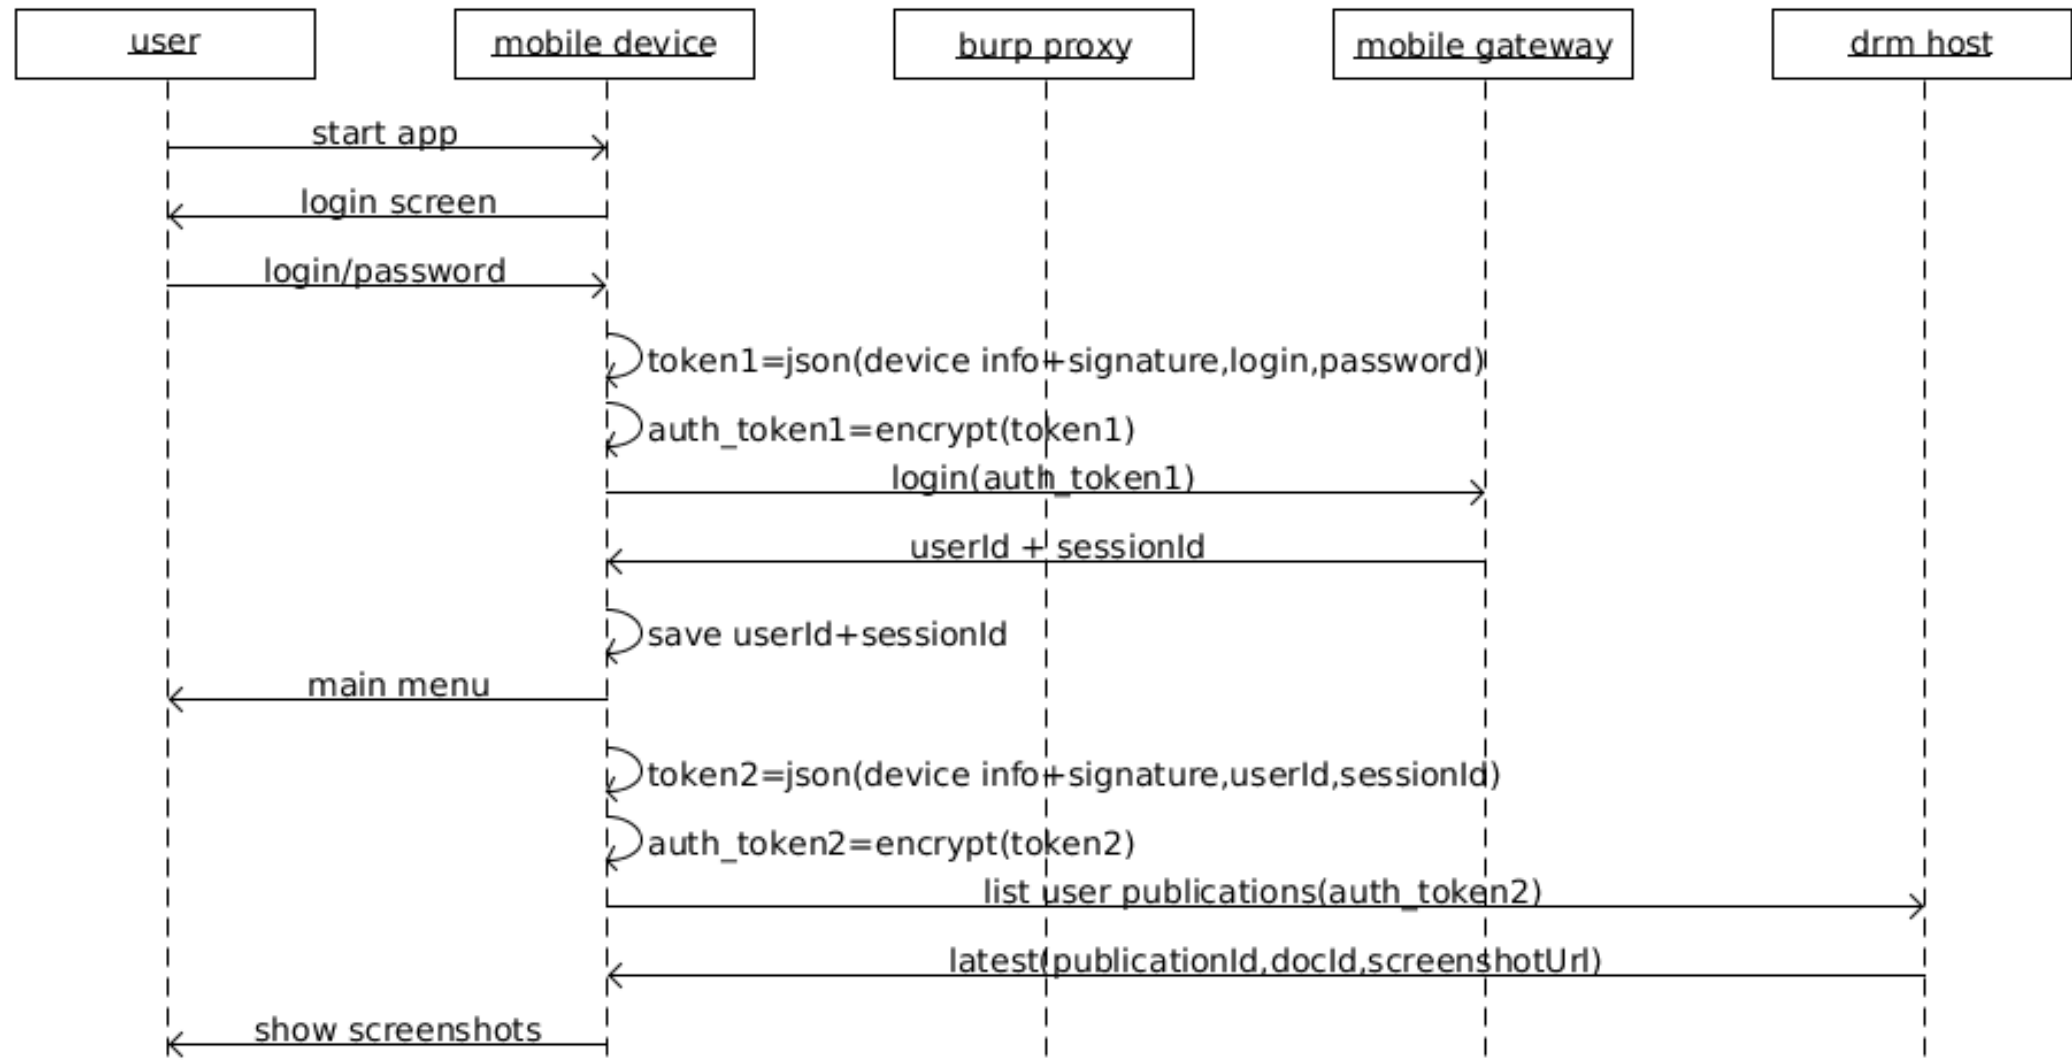 user
mobile device
burp proxy
mobile gateway
drm host
start app
login screen
login/password
token1=json(device info+signature,login,password)
auth_token1=encrypt(token1)
login(auth_token1)
userId + sessionId
save userId+sessionId
main menu
token2=json(device info+signature,userId,sessionId)
auth_token2=encrypt(token2)
list user publications(auth_token2)
latest(publicationId,docId,screenshotUrl)
show screenshots